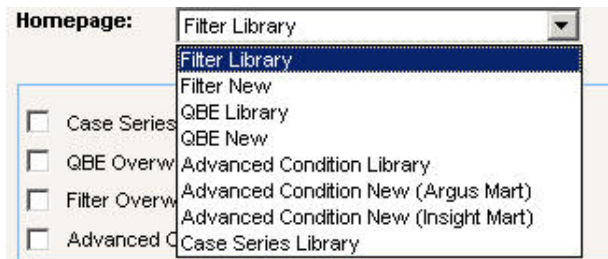 Homepage: Filter Library
Filter Library
Filter New
QBE Library
QBE New
Advanced Condition Library
Advanced Condition New (Argus Mart)
Advanced Condition New (Insight Mart)
Case Series Library
Case Series
QBE Overw
Filter Overw
Advanced C